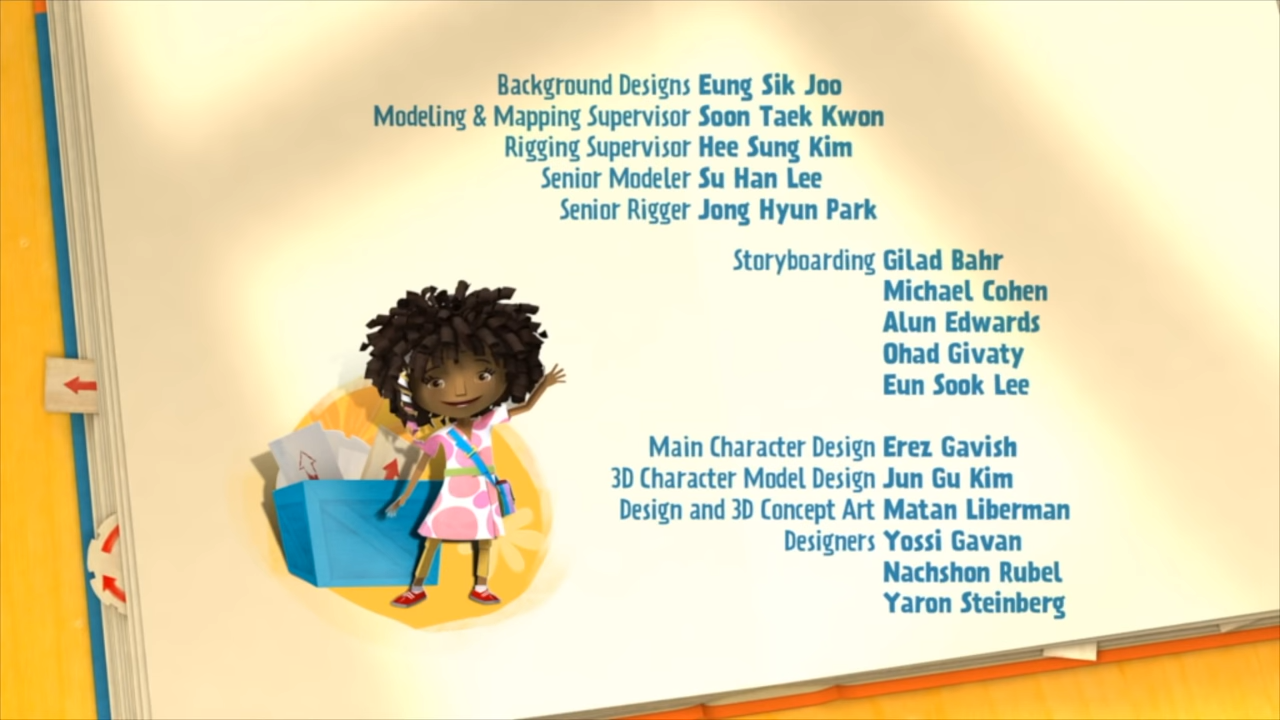 Background Designs Eung Sik Joo
Modeling & Mapping Supervisor Soon Taek Kwon
Rigging Supervisor Hee Sung Kim
Senior Modeler Su Han Lee
Senior Rigger Jong Hyun Park
Storyboarding Gilad Bahr
Michael Cohen
Alun Edwards
Ohad Givaty
Eun Sook Lee
Main Character Design Erez Gavish
3D Character Model Design Jun Gu Kim
Design and 3D Concept Art Matan Liberman
Designers Yossi Gavan
Nachshon Rubel
Yaron Steinberg